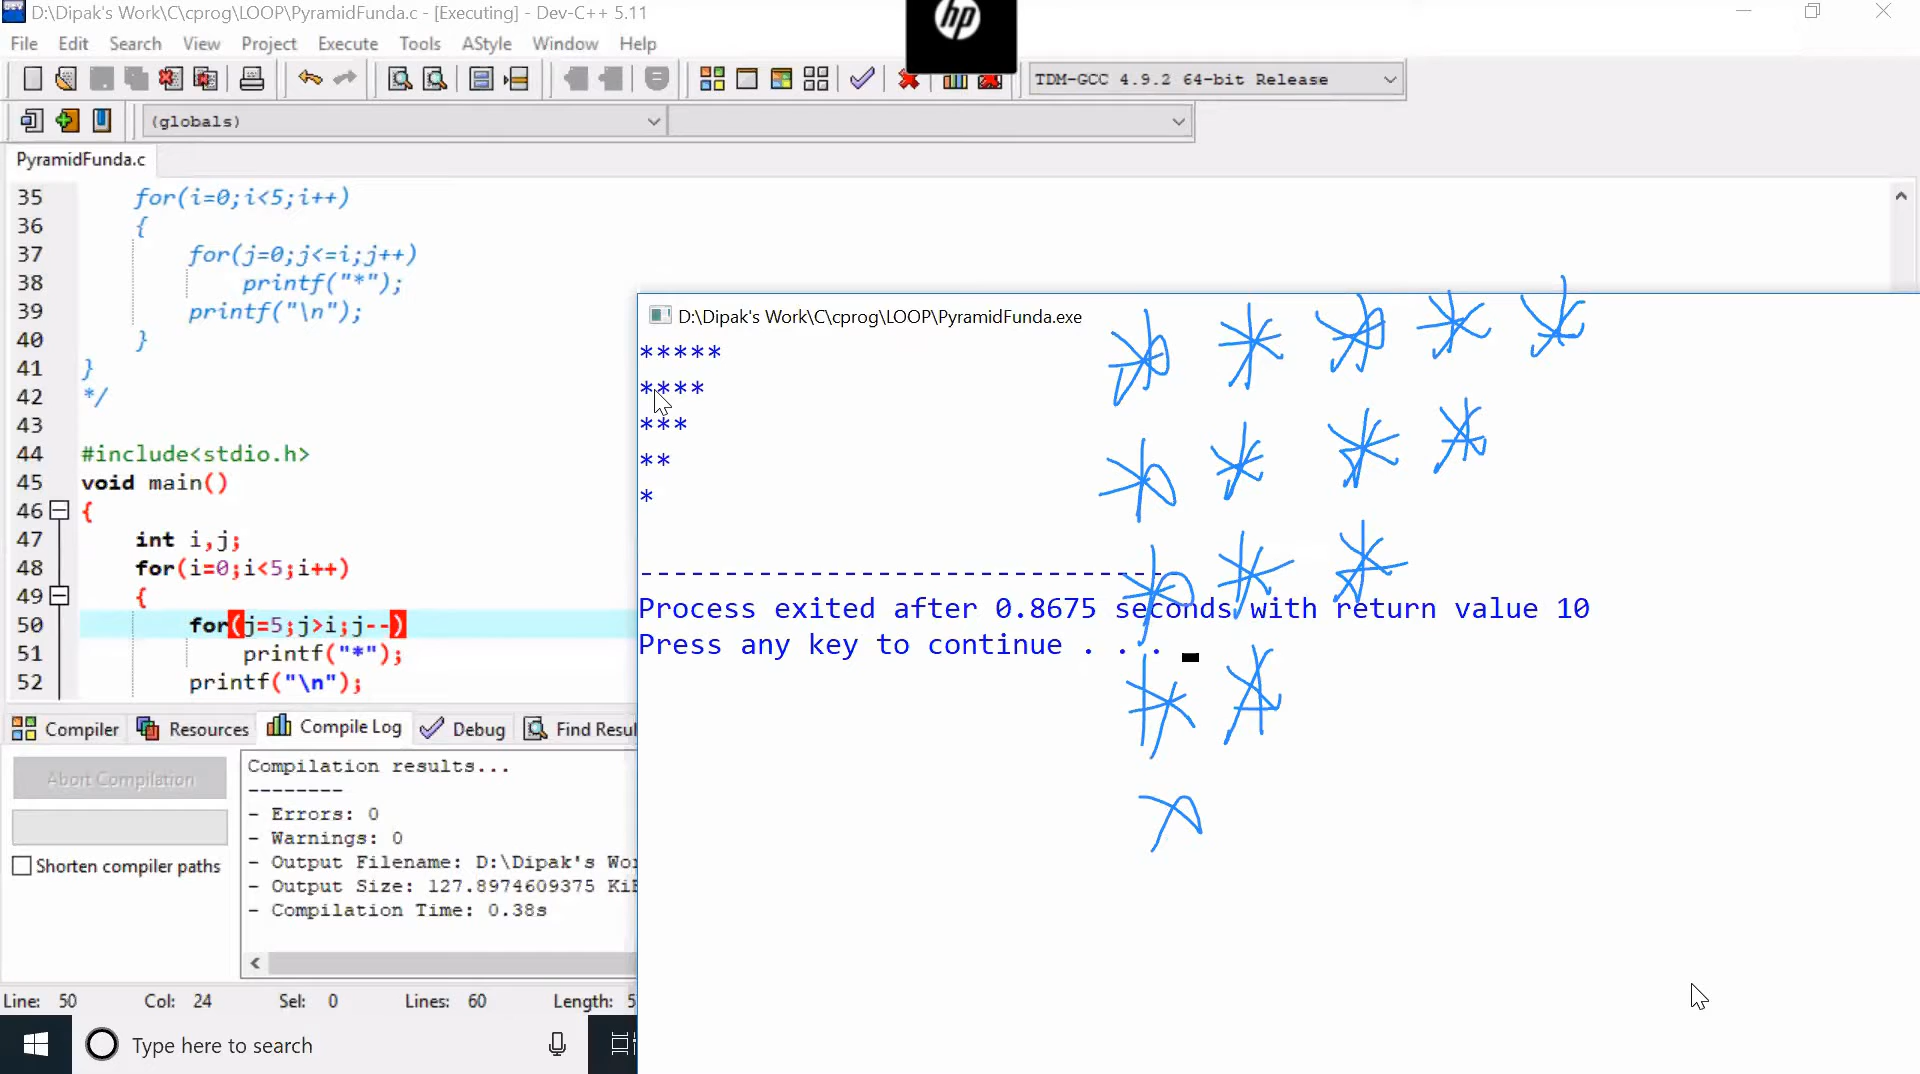 D:\Dipak's Work\C\cprog\LOOP\PyramidFunda.c - [Executing] - Dev-C++ 5.11
hp
File Edit Search View Project Execute Tools AStyle Window Help
TDM-GCC 4.9.2 64-bit Release
(globals)
PyramidFunda.c
35 for(i=0;i<5;i++)
36 {
37 for(j=0;j<=i;j++)
38 printf("*");
39 printf("\n");
40 }
41 }
42 */
43
44 #include<stdio.h>
45 void main()
46 {
47 int i,j;
48 for(i=0;i<5;i++)
49 {
50 for(j=5;j>i;j--)
51 printf("*");
52 printf("\n");
D:\Dipak's Work\C\cprog\LOOP\PyramidFunda.exe
*****
****
***
**
*
--------------------------------
Process exited after 0.8675 seconds with return value 10
Press any key to continue . . .
* * * * *
* * * *
* * *
* *
*
Compiler Resources Compile Log Debug Find Resu
Abort Compilation
Shorten compiler paths
Compilation results...
--------
- Errors: 0
- Warnings: 0
- Output Filename: D:\Dipak's Wo
- Output Size: 127.8974609375 Ki
- Compilation Time: 0.38s
Line: 50 Col: 24 Sel: 0 Lines: 60 Length: 5
Type here to search